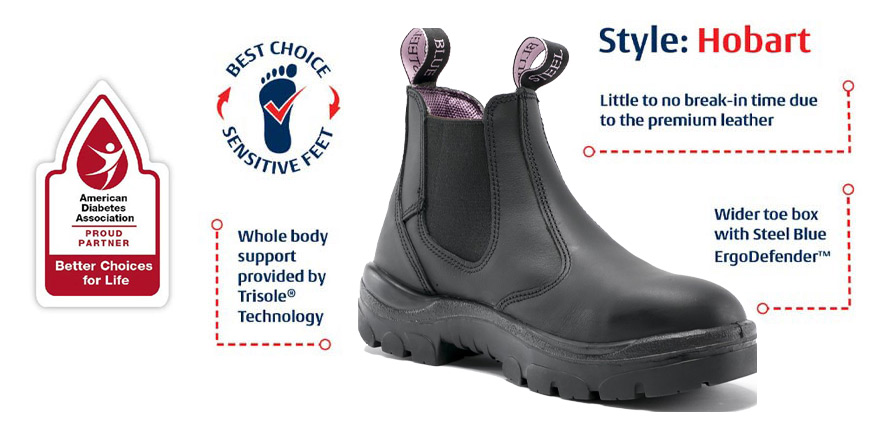 American
Diabetes
Association
PROUD
PARTNER
Better Choices
for Life
BEST CHOICE
SENSITIVE FEET
Whole body
support
provided by
Trisole®
Technology
STEEL
BLUE
BLUE
STEEL
Style: Hobart
Little to no break-in time due
to the premium leather
Wider toe box
with Steel Blue
ErgoDefender™